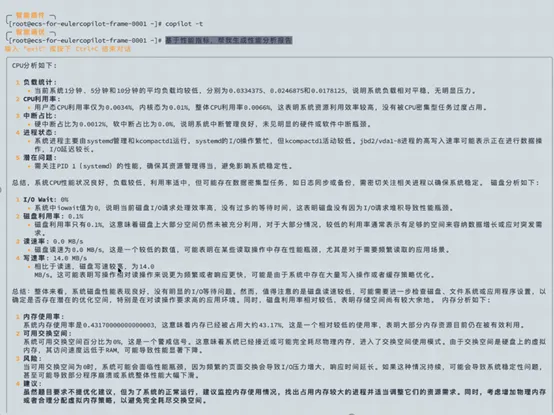 智能插件
[root@ecs-for-eulercopilot-frame-0001 ~]# copilot -t
智能调优
[root@ecs-for-eulercopilot-frame-0001 ~]# 基于性能指标，帮我生成性能分析报告
输入 "exit" 或按下 Ctrl+C 结束对话
CPU分析如下：
1 负载统计：
• 当前系统1分钟、5分钟和10分钟的平均负载均较低，分别为0.0334375、0.0246875和0.0178125，说明系统负载相对平稳，无明显压力。
2 CPU利用率：
• 用户态CPU利用率仅为0.0034%，内核态为0.01%，整体CPU利用率0.0066%，这表明系统资源利用效率较高，没有被CPU密集型任务过度占用。
3 中断占比：
• 硬中断占比为0.0012%，软中断占比为0.0%，说明系统中断管理良好，未见明显的硬件或软件中断瓶颈。
4 进程状态：
• 系统进程主要由systemd管理和kcompactd1运行，systemd的I/O操作繁忙，但kcompactd1活动较低。jbd2/vda1-8进程的高写入速率可能表示正在进行数据操作，I/O延迟较长。
5 潜在问题：
• 需关注PID 1（systemd）的性能，确保其资源管理得当，避免影响系统稳定性。
总结，系统CPU性能状况良好，负载较低，利用率适中，但可能存在数据密集型任务，如日志同步或备份，需密切关注相关进程以确保系统稳定。 磁盘分析如下：
1 I/O Wait: 0%
• 系统中iowait值为0，说明当前磁盘I/O请求处理效率高，没有过多的等待时间，这表明磁盘没有因为I/O请求堆积导致性能瓶颈。
2 磁盘利用率：0.1%
• 磁盘利用率只有0.1%，这意味着磁盘上大部分空间仍然未被充分利用，对于大部分情况，较低的利用率通常表示有足够的空间来容纳数据增长或应对突发需求。
3 读速率：0.0 MB/s
• 磁盘读速为0.0 MB/s，这是一个较低的数值，可能表明在某些读取操作中存在性能瓶颈，尤其是对于需要频繁读取的应用场景。
4 写速率：14.0 MB/s
• 相比于读速，磁盘写速较高，为14.0
MB/s。这可能表明写操作相对读操作来说更为频繁或者响应更快，可能是由于系统中存在大量写入操作或者缓存策略优化。
总结：整体来看，系统磁盘性能表现良好，没有明显的I/O等待问题。然而，值得注意的是磁盘读速较低，可能需要进一步检查磁盘、文件系统或应用程序设置，以确定是否存在潜在的优化空间，特别是在对读操作要求高的应用环境。同时，磁盘利用率相对较低，表明存储空间尚有较大余地。 内存分析如下：
1 内存使用率：
系统内存使用率是0.43170000000000003，这意味着内存已经被占用大约43.17%，这是一个相对较低的使用率，表明大部分内存资源目前仍在被有效利用。
2 可用交换空间：
系统可用交换空间百分比为0%，这是一个警戒信号。这意味着系统已经接近或可能完全耗尽物理内存，进入了交换空间使用模式。由于交换空间是硬盘上的虚拟内存，其访问速度远低于RAM，可能导致性能显著下降。
3 风险：
当可用交换空间为0时，系统可能会面临性能瓶颈，因为频繁的页面交换会导致I/O压力增大，响应时间延长。如果这种情况持续，可能会导致系统稳定性问题，甚至可能导致部分程序崩溃或系统整体性能大幅下滑。
4 建议：
虽然题目要求不提优化建议，但为了系统的正常运行，建议监控内存使用情况，找出占用内存较大的进程并适当调整它们的资源需求。同时，考虑增加物理内存或者合理分配虚拟内存策略，以避免完全耗尽交换空间。